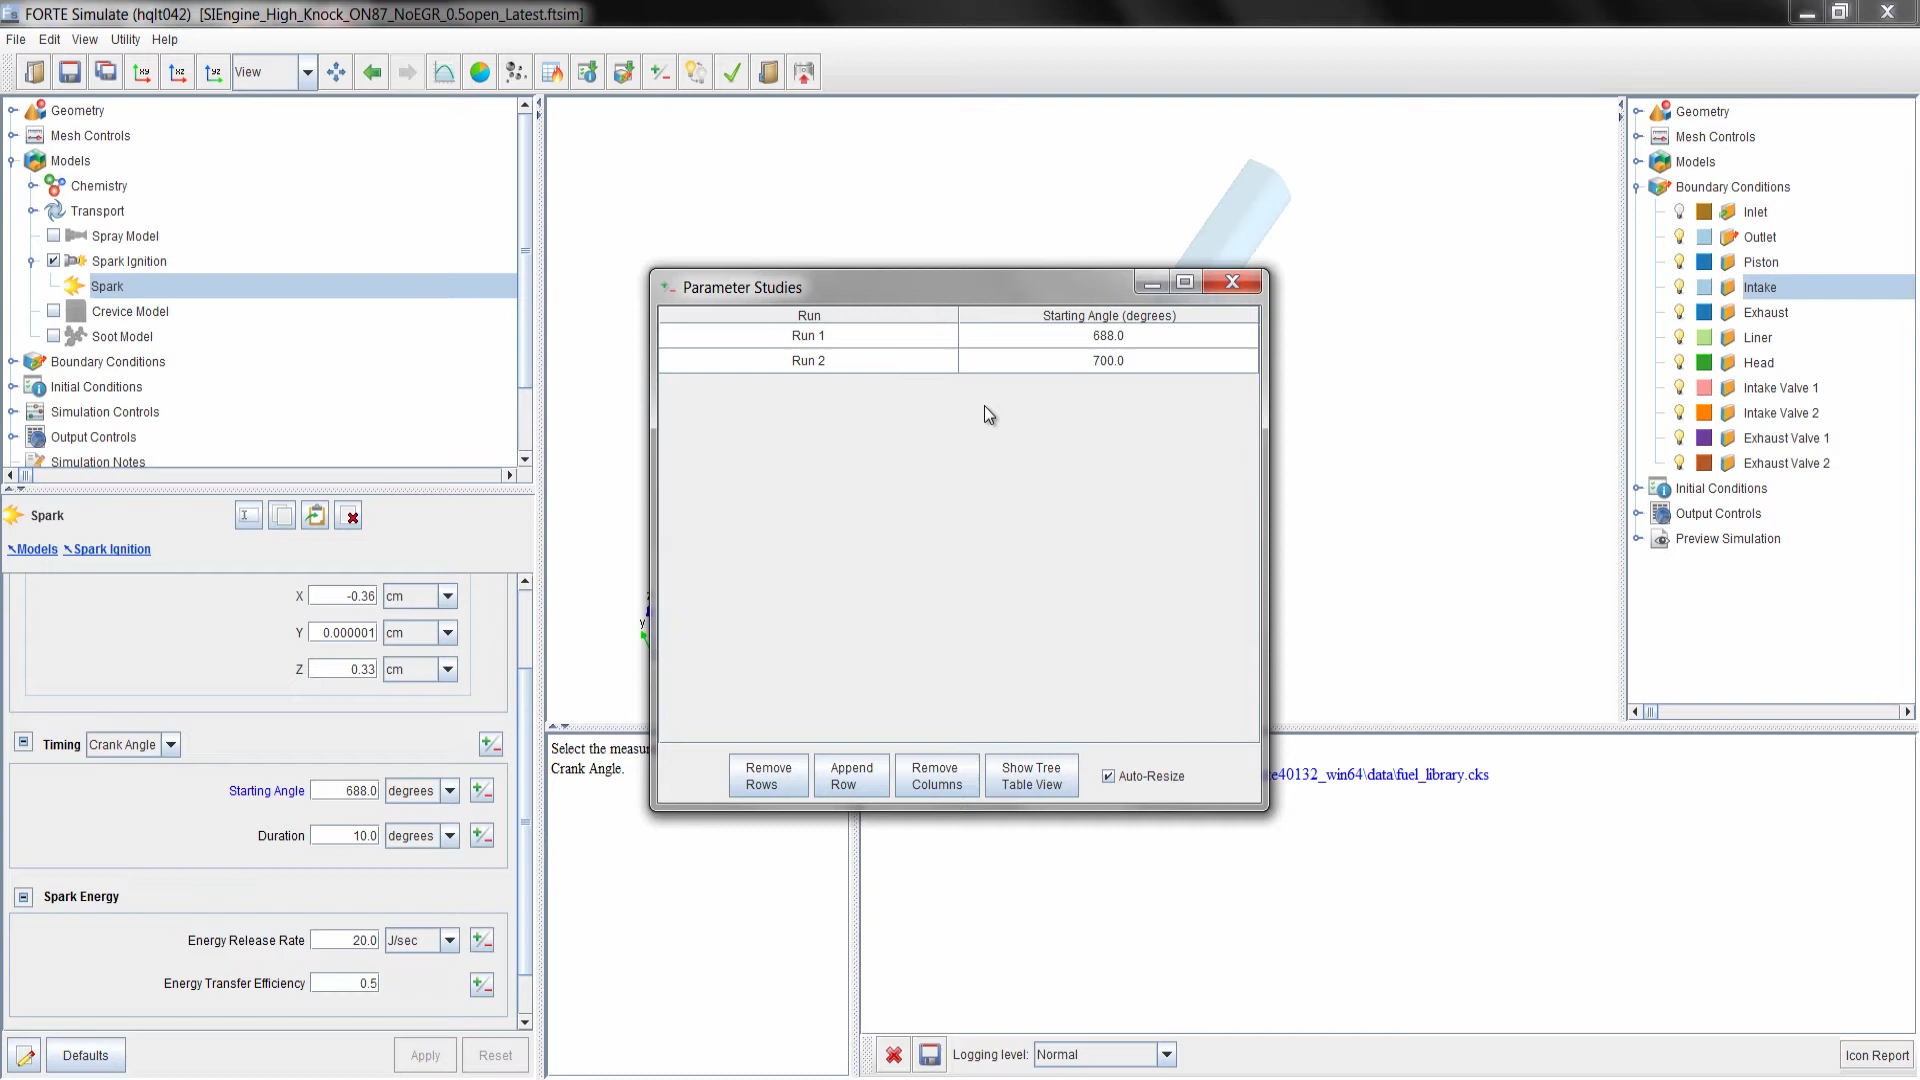 FORTE Simulate (hqlt042) [SIEngine_High_Knock_ON87_NoEGR_0.5open_Latest.ftsim]
File Edit View Utility Help
View
Geometry
Mesh Controls
Models
Chemistry
Transport
Spray Model
Spark Ignition
Spark
Crevice Model
Soot Model
Boundary Conditions
Initial Conditions
Simulation Controls
Output Controls
Simulation Notes
Spark
Models Spark Ignition
X -0.36 cm
Y 0.000001 cm
Z 0.33 cm
Timing Crank Angle
Starting Angle 688.0 degrees
Duration 10.0 degrees
Spark Energy
Energy Release Rate 20.0 J/sec
Energy Transfer Efficiency 0.5
Defaults Apply Reset
y
Parameter Studies
Run Starting Angle (degrees)
Run 1 688.0
Run 2 700.0
Remove Rows
Append Row
Remove Columns
Show Tree Table View
Auto-Resize
Select the measu
Crank Angle.
e40132_win64\data\fuel_library.cks
Logging level: Normal
Icon Report
Geometry
Mesh Controls
Models
Boundary Conditions
Inlet
Outlet
Piston
Intake
Exhaust
Liner
Head
Intake Valve 1
Intake Valve 2
Exhaust Valve 1
Exhaust Valve 2
Initial Conditions
Output Controls
Preview Simulation